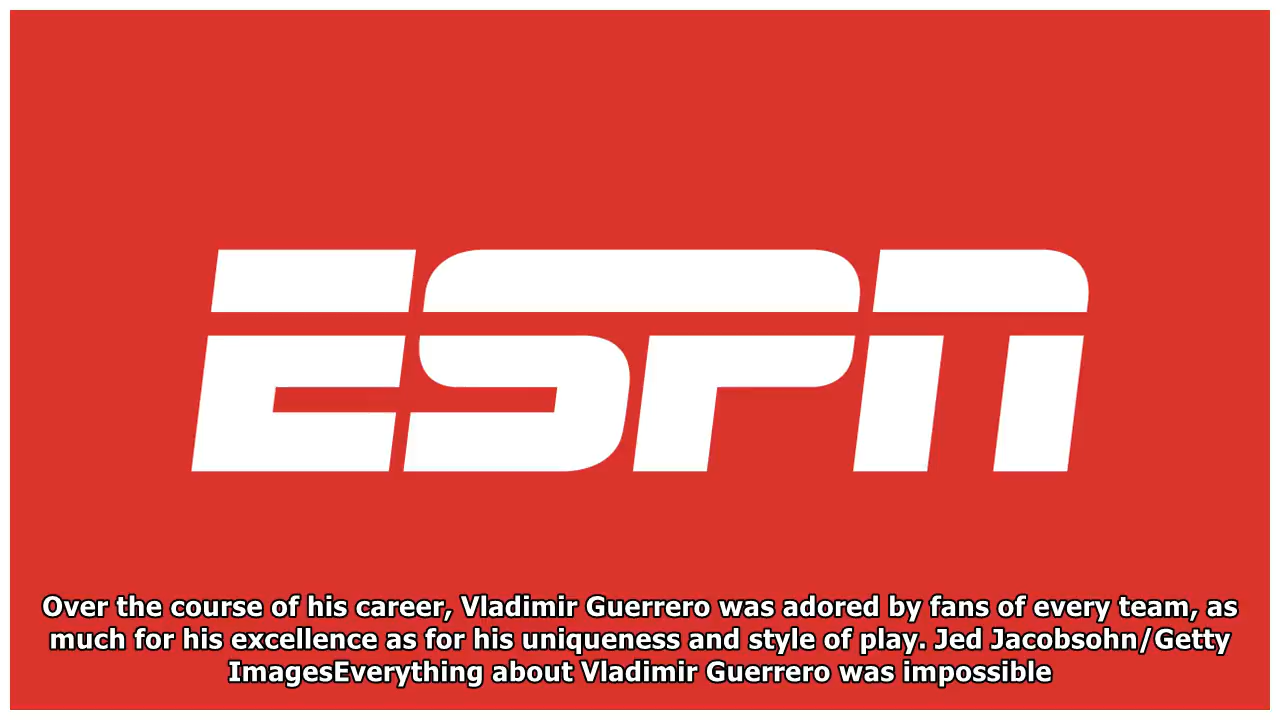 ESPN
Over the course of his career, Vladimir Guerrero was adored by fans of every team, as
much for his excellence as for his uniqueness and style of play. Jed Jacobsohn/Getty
ImagesEverything about Vladimir Guerrero was impossible